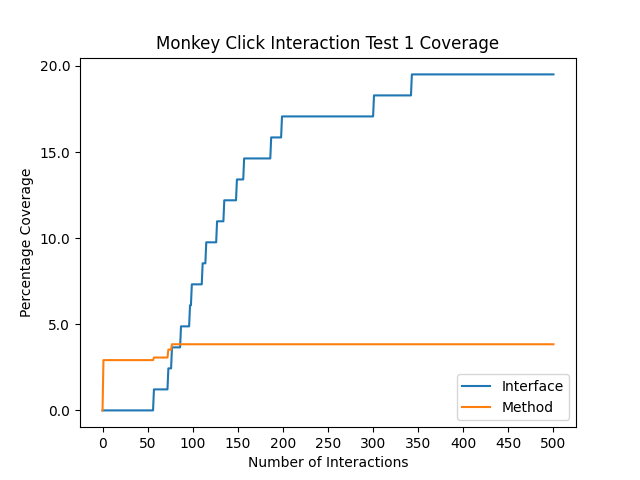 Monkey Click Interaction Test 1 Coverage
20.0
15.0
10.0
5.0
0.0
Percentage Coverage
Interface
Method
0 50 100 150 200 250 300 350 400 450 500
Number of Interactions